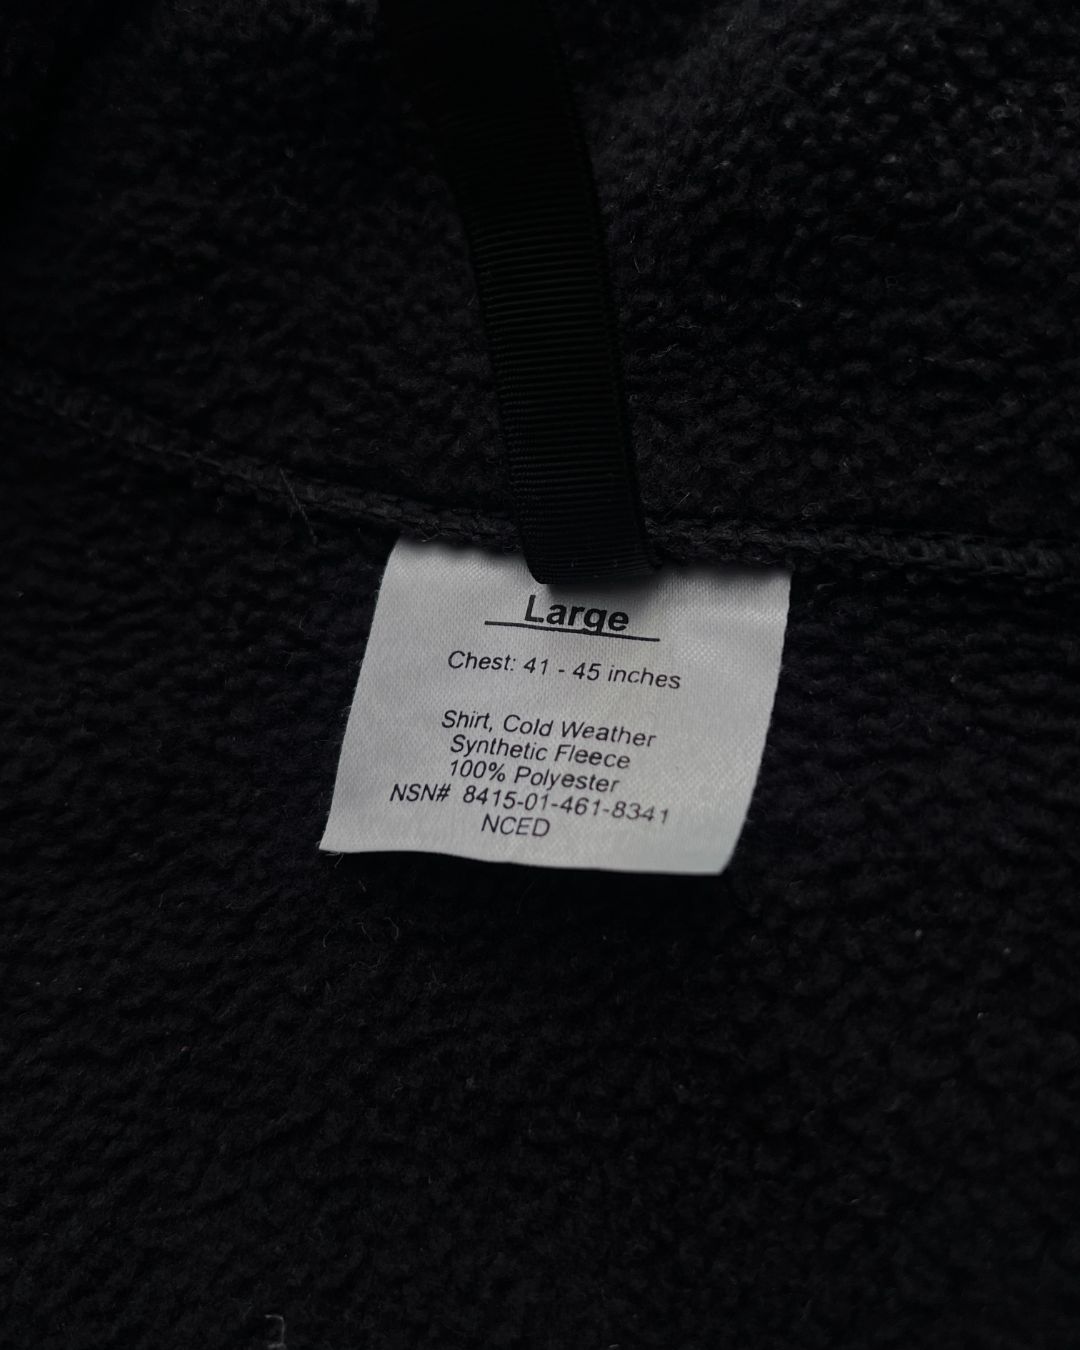 Large
Chest: 41 - 45 inches
Shirt, Cold Weather
Synthetic Fleece
100% Polyester
NSN# 8415-01-461-8341
NCED